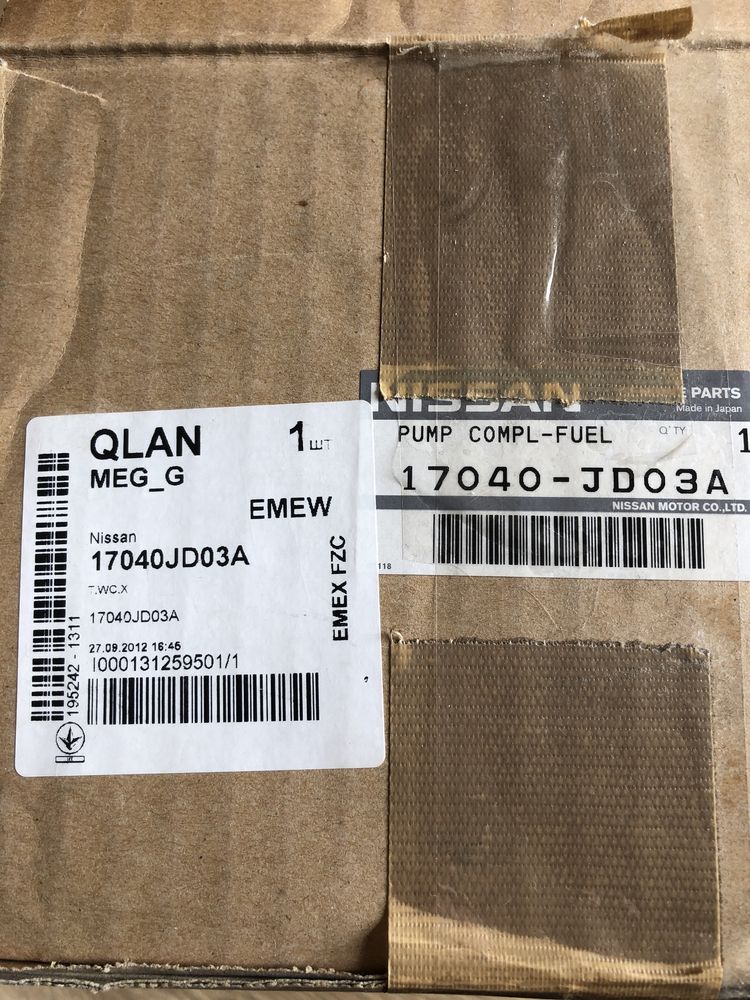 NISSAN
E PARTS
Made in Japan
PUMP COMPL-FUEL
Q'TY
1
17040-JD03A
NISSAN MOTOR CO.,LTD.
118
QLAN
1шт
MEG_G
EMEW
Nissan
17040JD03A
T.WC.X
17040JD03A
27.09.2012 16:45
I000131259501/1
EMEX FZC
195242-1311